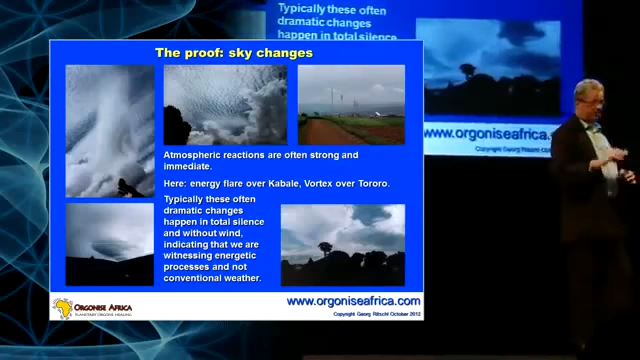 The proof: sky changes
Atmospheric reactions are often strong and
immediate.
Here: energy flare over Kabale, Vortex over Tororo.
Typically these often
dramatic changes
happen in total silence
and without wind,
indicating that we are
witnessing energetic
processes and not
conventional weather.
ORGONISE AFRICA
PLANETARY ORGONE HEALING
www.orgoniseafrica.com
Copyright Georg Ritschl October 2012
Typically these often
dramatic changes
happen in total silence
www.orgoniseafrica.
Copyright Georg Ritschl